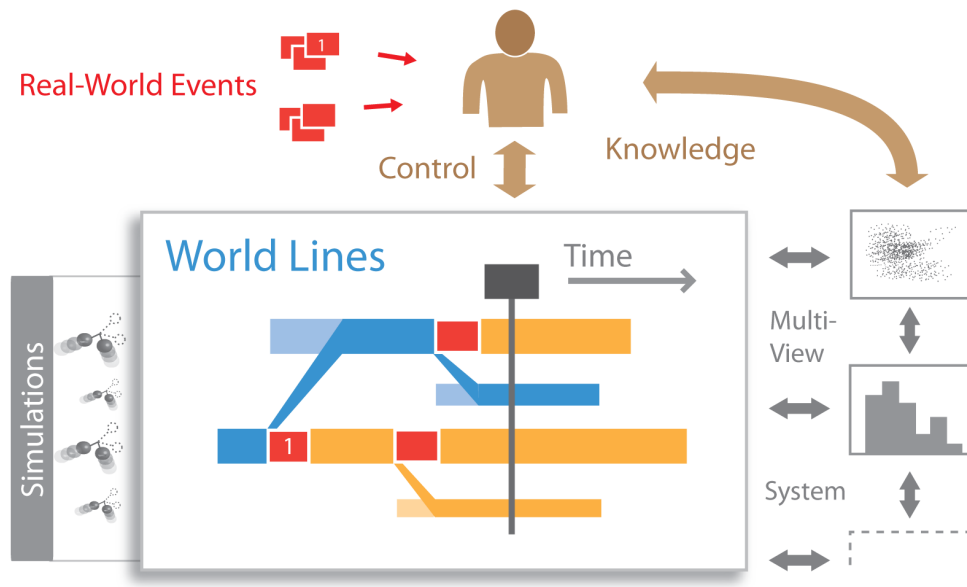 1
Real-World Events
Control
Knowledge
World Lines
Time
Multi-
View
Simulations
1
System